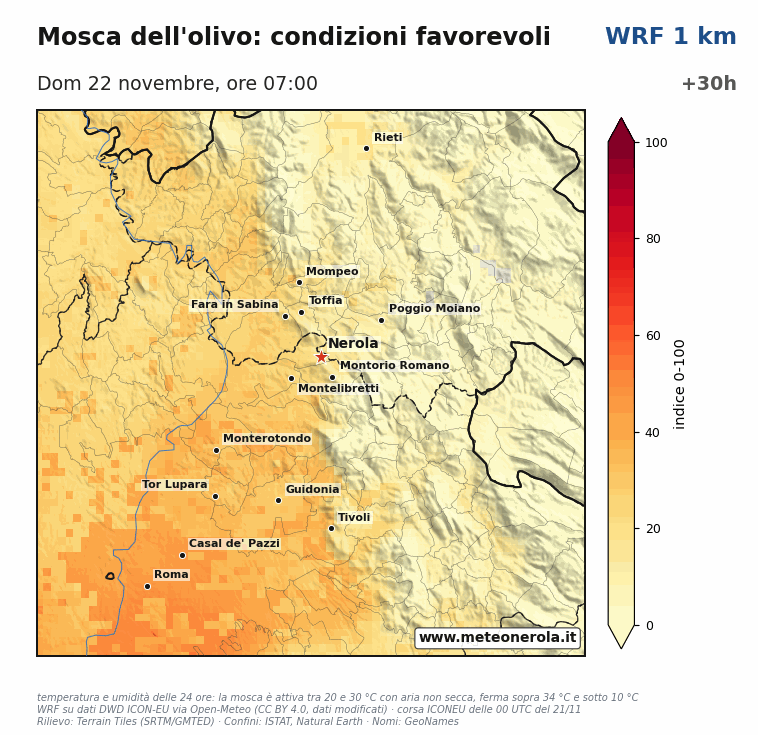 Mosca dell'olivo: condizioni favorevoli
WRF 1 km
Dom 22 novembre, ore 07:00
+30h
Rieti
Mompeo
Toffia
Fara in Sabina
Poggio Moiano
Nerola
Montorio Romano
Montelibretti
Monterotondo
Tor Lupara
Guidonia
Tivoli
Casal de' Pazzi
Roma
www.meteonerola.it
100
80
60
40
20
0
indice 0-100
temperatura e umidità delle 24 ore: la mosca è attiva tra 20 e 30 °C con aria non secca, ferma sopra 34 °C e sotto 10 °C
WRF su dati DWD ICON-EU via Open-Meteo (CC BY 4.0, dati modificati) · corsa ICONEU delle 00 UTC del 21/11
Rilievo: Terrain Tiles (SRTM/GMTED) · Confini: ISTAT, Natural Earth · Nomi: GeoNames